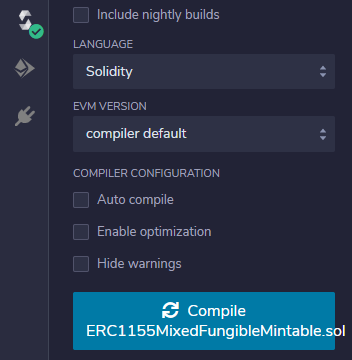 Include nightly builds
LANGUAGE
Solidity
EVM VERSION
compiler default
COMPILER CONFIGURATION
Auto compile
Enable optimization
Hide warnings
Compile
ERC1155MixedFungibleMintable.sol